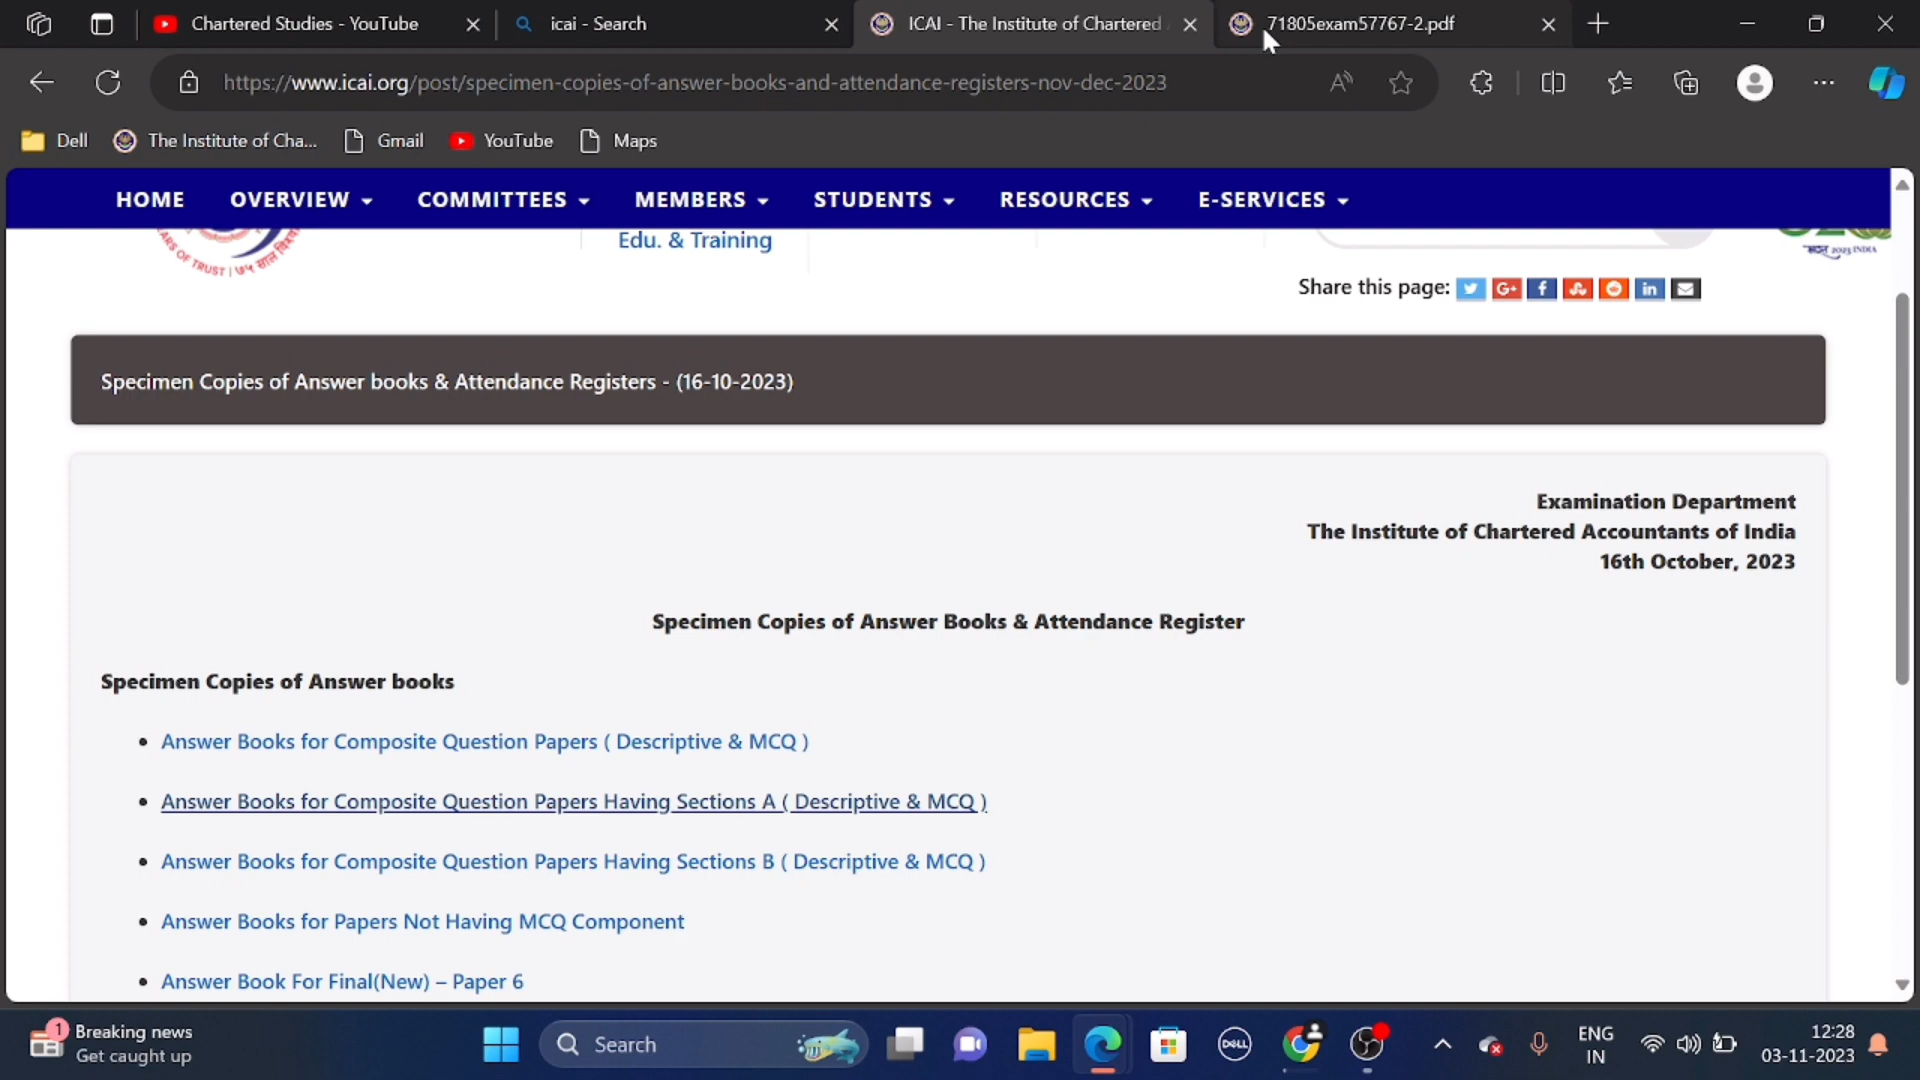 Chartered Studies - YouTube
icai - Search
ICAI - The Institute of Chartered
71805exam57767-2.pdf
https://www.icai.org/post/specimen-copies-of-answer-books-and-attendance-registers-nov-dec-2023
Dell
The Institute of Cha...
Gmail
YouTube
Maps
HOME
OVERVIEW
COMMITTEES
MEMBERS
STUDENTS
RESOURCES
E-SERVICES
Edu. & Training
Share this page:
Specimen Copies of Answer books & Attendance Registers - (16-10-2023)
Examination Department
The Institute of Chartered Accountants of India
16th October, 2023
Specimen Copies of Answer Books & Attendance Register
Specimen Copies of Answer books
• Answer Books for Composite Question Papers ( Descriptive & MCQ )
• Answer Books for Composite Question Papers Having Sections A ( Descriptive & MCQ )
• Answer Books for Composite Question Papers Having Sections B ( Descriptive & MCQ )
• Answer Books for Papers Not Having MCQ Component
• Answer Book For Final(New) – Paper 6
1
Breaking news
Get caught up
Search
DELL
ENG
IN
12:28
03-11-2023